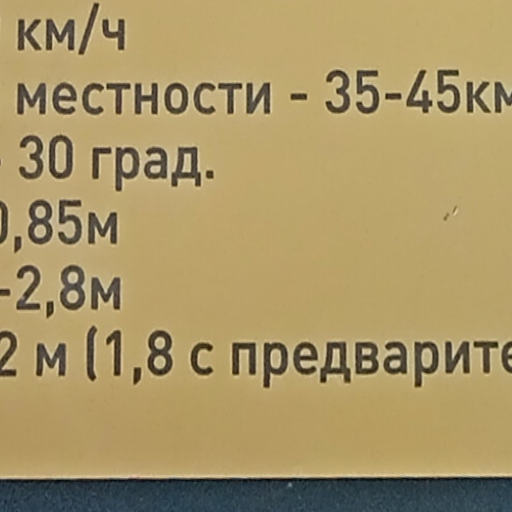 км/ч
местности - 35-45км
- 30 град.
0,85м
-2,8м
2 м (1,8 с предварите